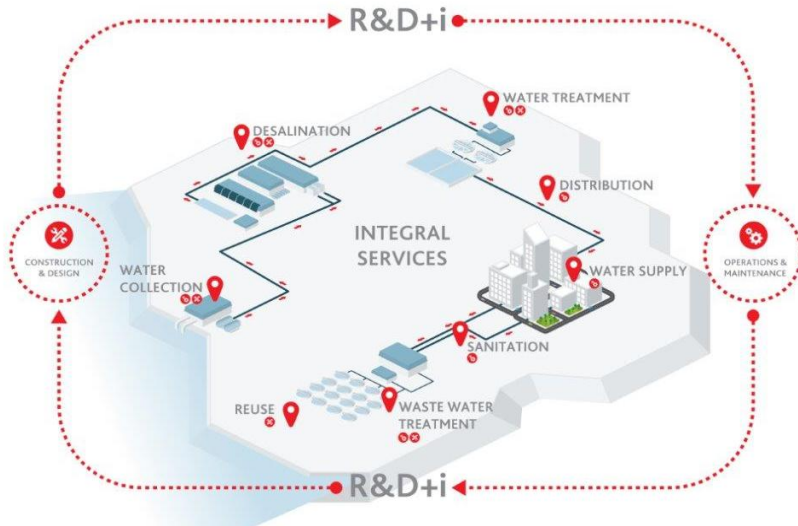 R&D+i
WATER TREATMENT
DESALINATION
DISTRIBUTION
INTEGRAL
SERVICES
CONSTRUCTION
& DESIGN
OPERATIONS &
MAINTENANCE
WATER
COLLECTION
WATER SUPPLY
SANITATION
REUSE
WASTE WATER
TREATMENT
R&D+i